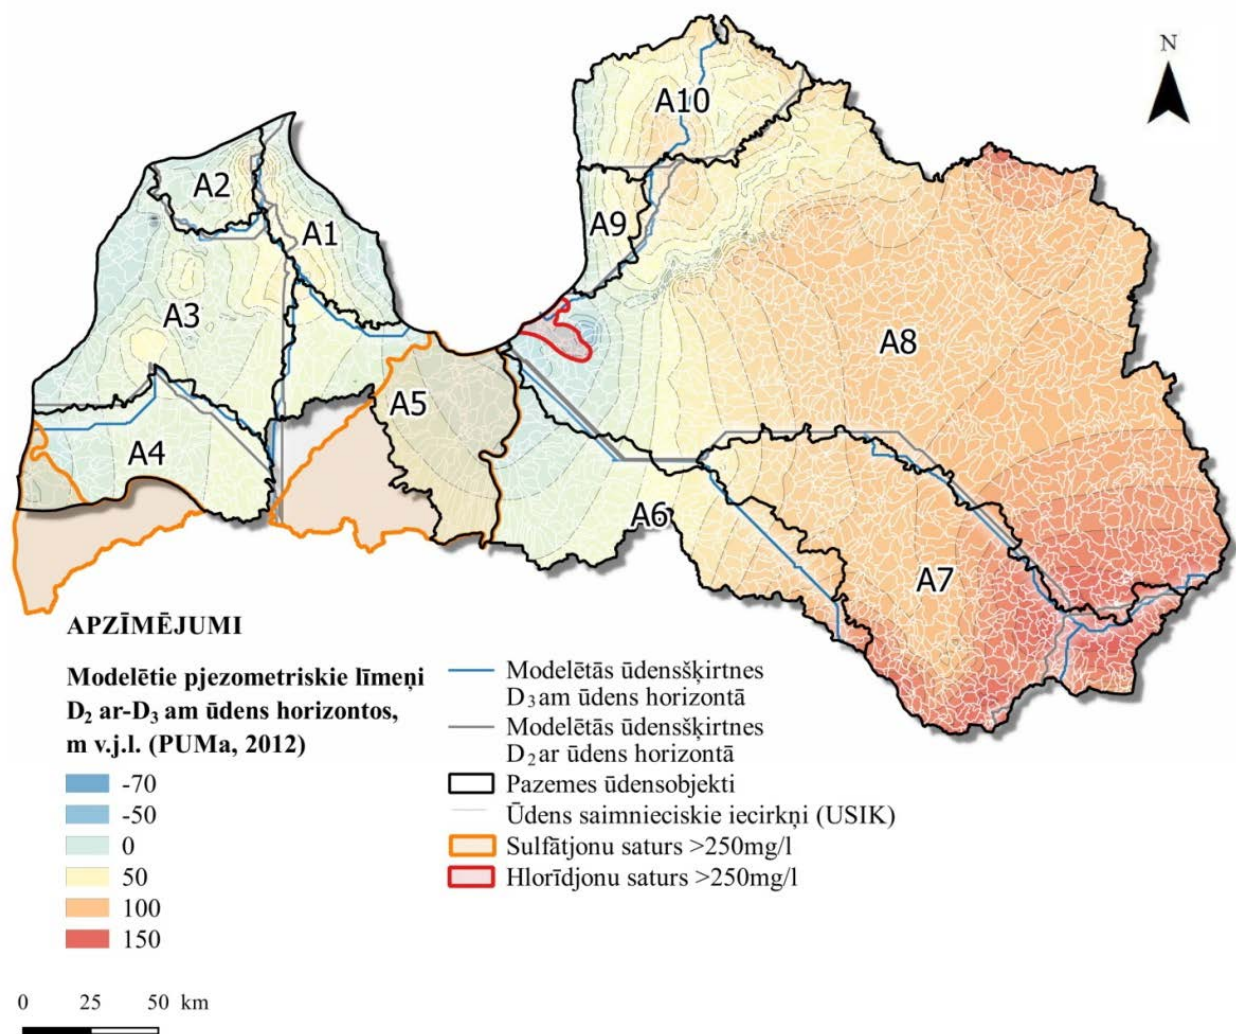 N
A10
A2
A9
A1
A3
A8
A5
A4
A6
A7
APZĪMĒJUMI
Modelētie pjezometriskie līmeņi
D₂ ar-D₃ am ūdens horizontos,
m v.j.l. (PUMa, 2012)
-70
-50
0
50
100
150
Modelētās ūdensšķirtnes
D₃ am ūdens horizontā
Modelētās ūdensšķirtnes
D₂ ar ūdens horizontā
Pazemes ūdensobjekti
Ūdens saimnieciskie iecirkņi (USIK)
Sulfātjonu saturs >250mg/l
Hlorīdjonu saturs >250mg/l
0 25 50 km